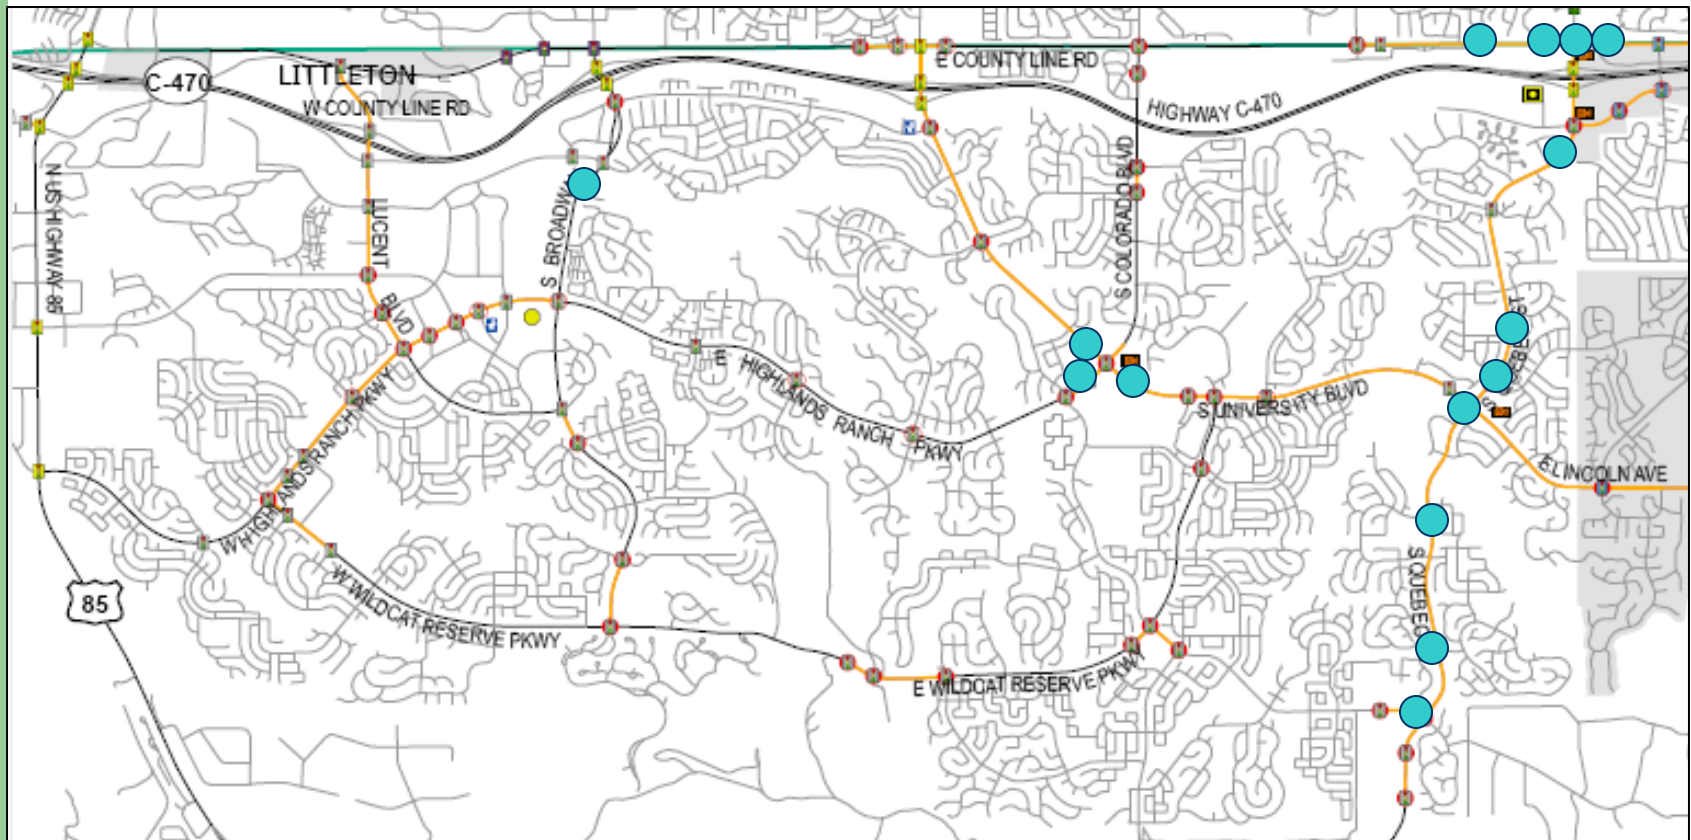 E COUNTY LINE RD
LITTLETON
C-470
W COUNTY LINE RD
HIGHWAY C-470
N US HIGHWAY 85
LUCENT
BLVD
S BROADWAY
S COLORADO BLVD
E HIGHLANDS RANCH PKWY
S UNIVERSITY BLVD
E LINCOLN AVE
W HIGHLANDS RANCH PKWY
S QUEBEC
85
W WILDCAT RESERVE PKWY
E WILDCAT RESERVE PKWY